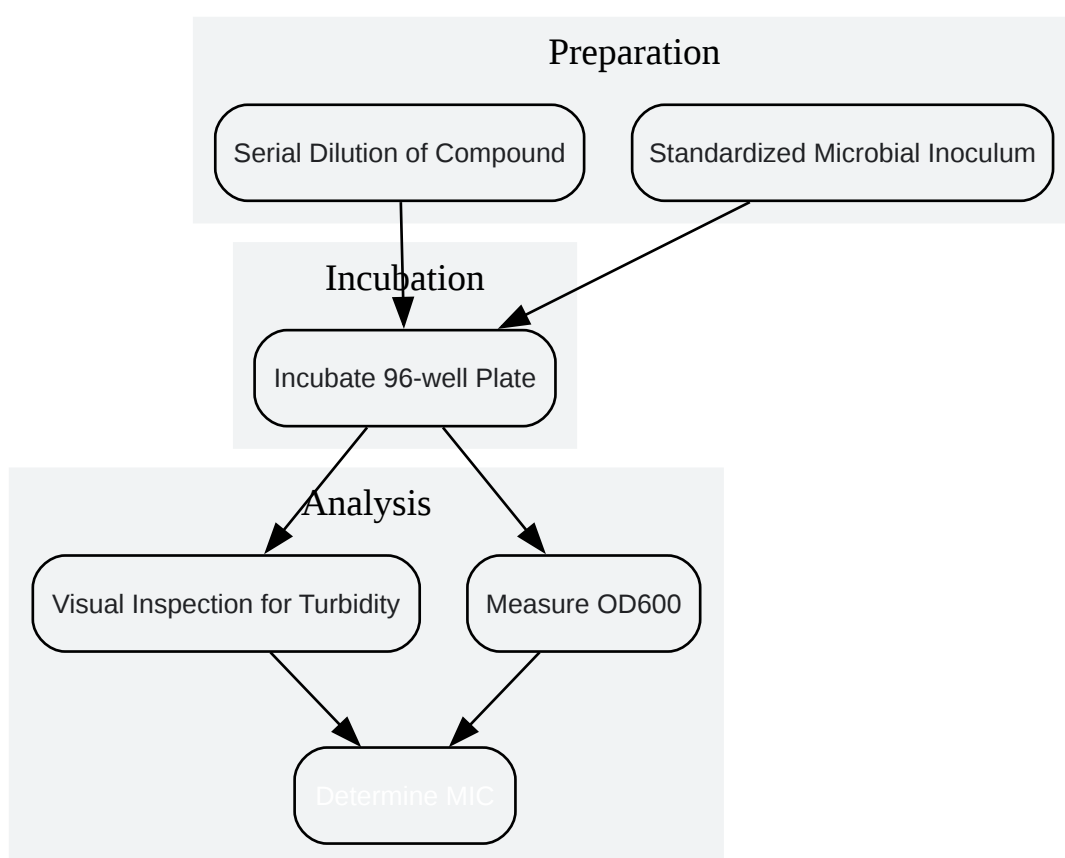 Preparation
Serial Dilution of Compound
Standardized Microbial Inoculum
Incubation
Incubate 96-well Plate
Analysis
Visual Inspection for Turbidity
Measure OD600
Determine MIC